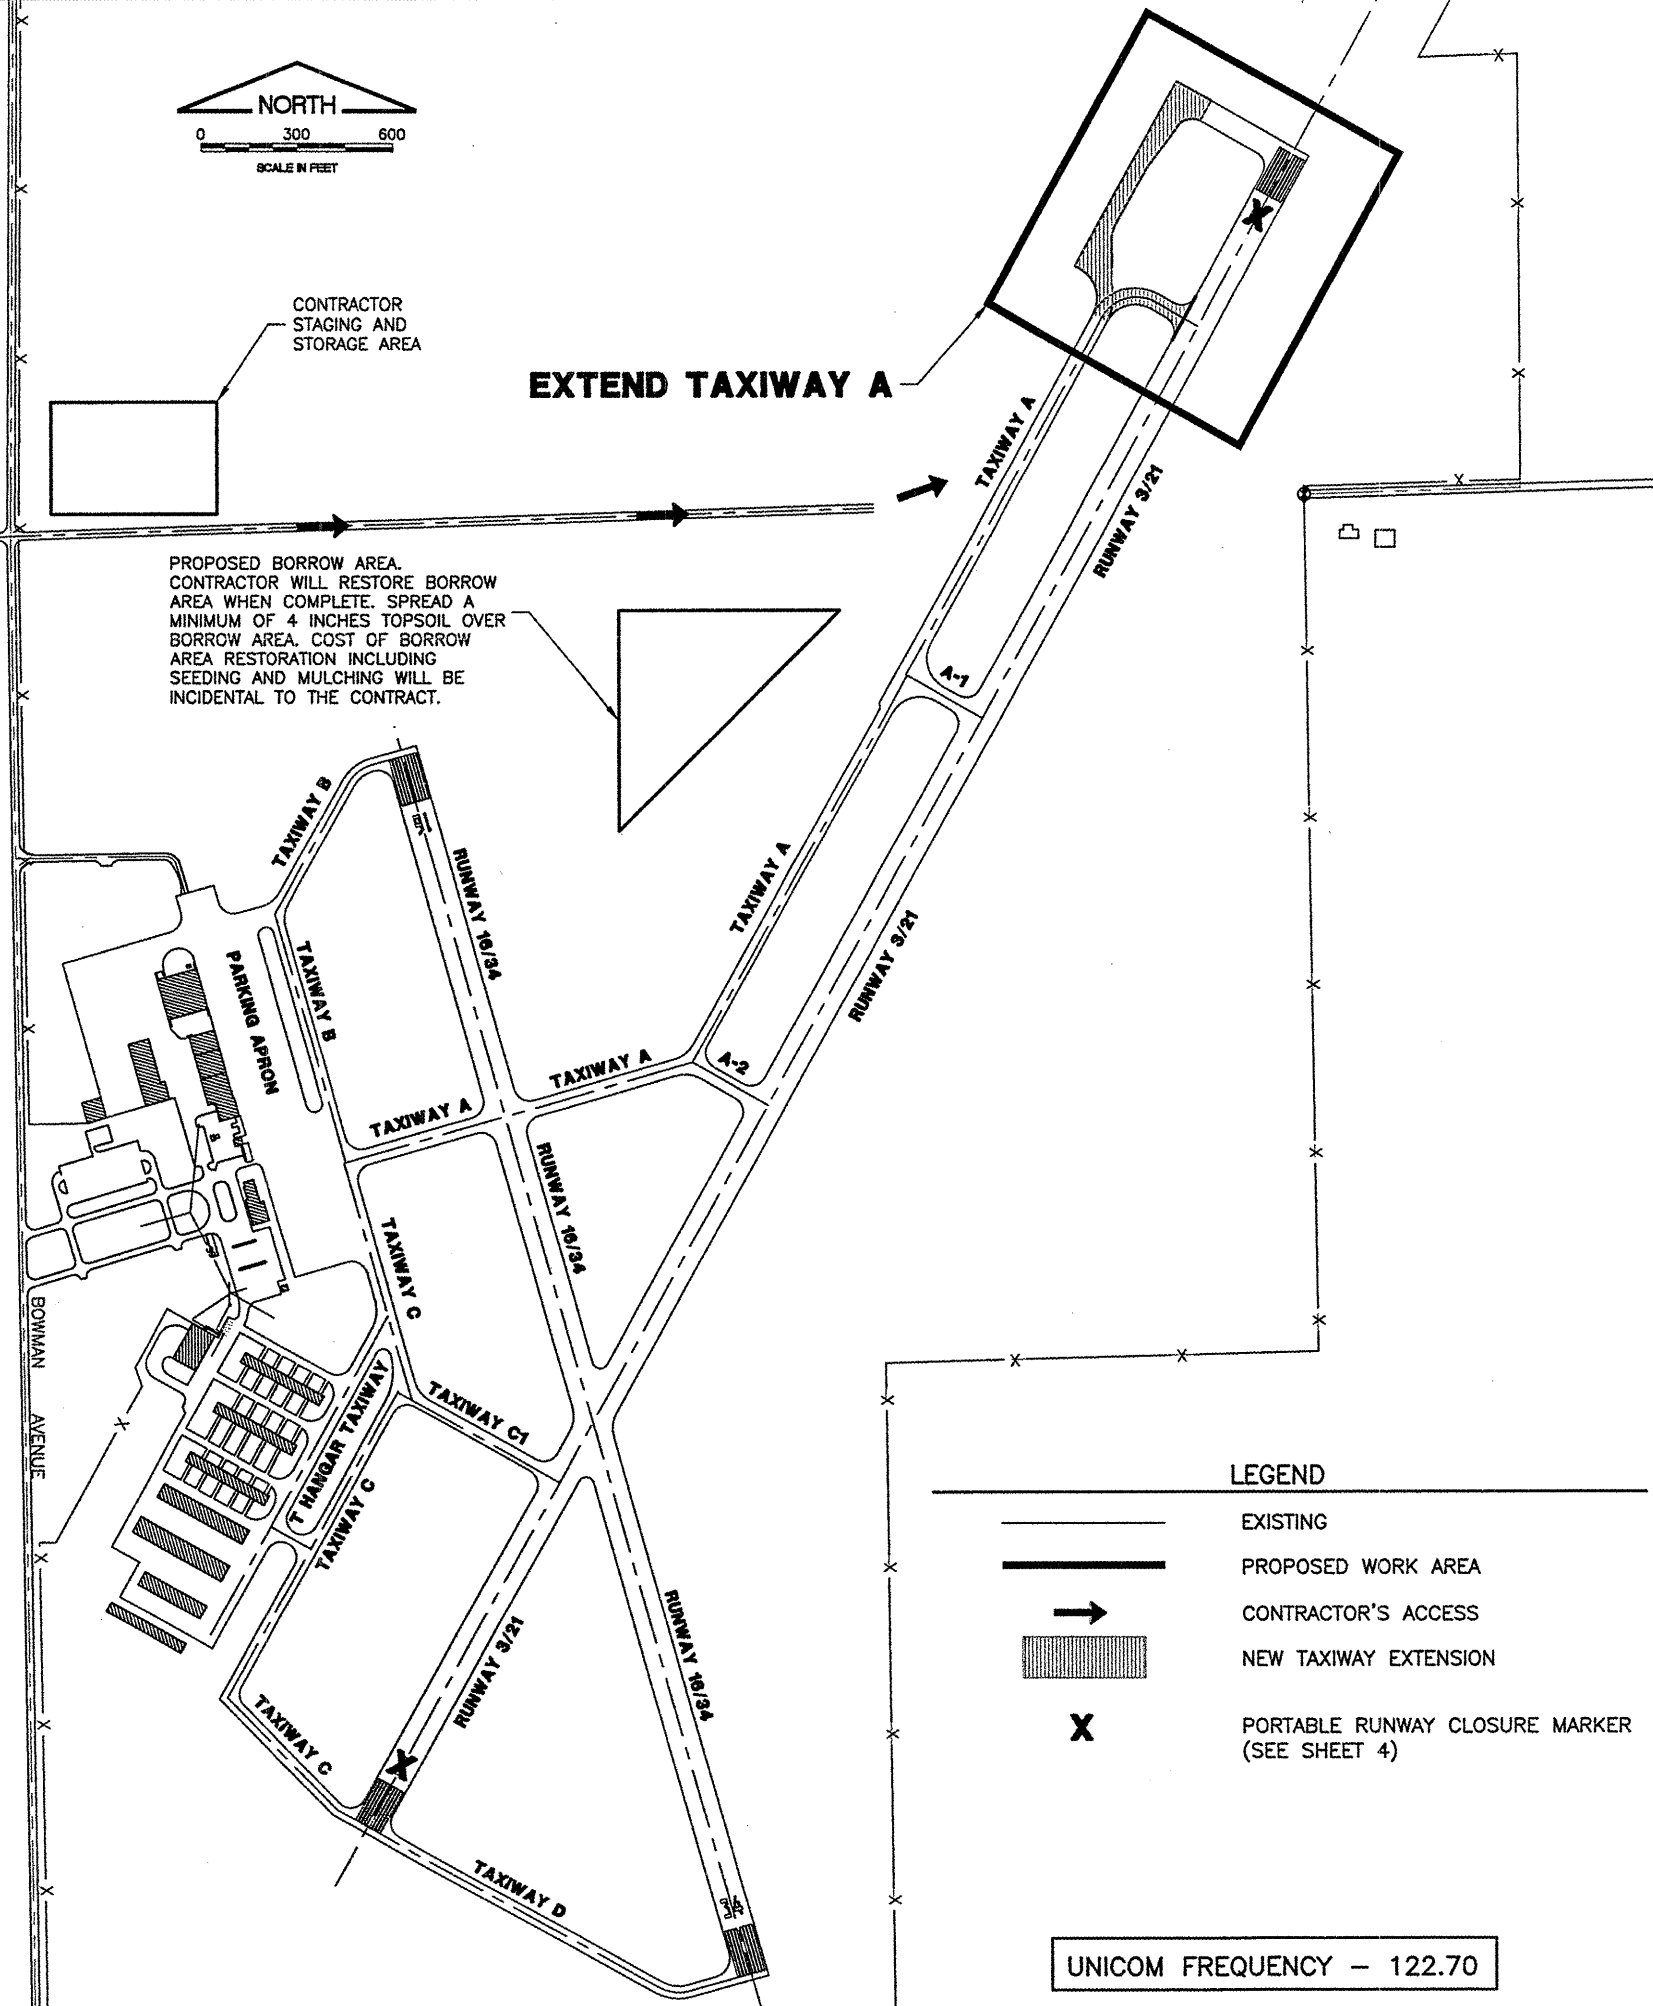 NORTH
0 300 600
SCALE IN FEET
CONTRACTOR
STAGING AND
STORAGE AREA
EXTEND TAXIWAY A
TAXIWAY A
RUNWAY 3/21
PROPOSED BORROW AREA.
CONTRACTOR WILL RESTORE BORROW
AREA WHEN COMPLETE. SPREAD A
MINIMUM OF 4 INCHES TOPSOIL OVER
BORROW AREA. COST OF BORROW
AREA RESTORATION INCLUDING
SEEDING AND MULCHING WILL BE
INCIDENTAL TO THE CONTRACT.
A-1
TAXIWAY B
RUNWAY 16/34
TAXIWAY A
RUNWAY 3/21
TAXIWAY B
PARKING APRON
TAXIWAY A
A-2
TAXIWAY A
RUNWAY 16/34
TAXIWAY C
BOWMAN AVENUE
T HANGAR TAXIWAY
TAXIWAY C1
TAXIWAY C
RUNWAY 3/21
RUNWAY 16/34
TAXIWAY C
TAXIWAY D
34
LEGEND
EXISTING
PROPOSED WORK AREA
CONTRACTOR'S ACCESS
NEW TAXIWAY EXTENSION
X PORTABLE RUNWAY CLOSURE MARKER
(SEE SHEET 4)
UNICOM FREQUENCY - 122.70